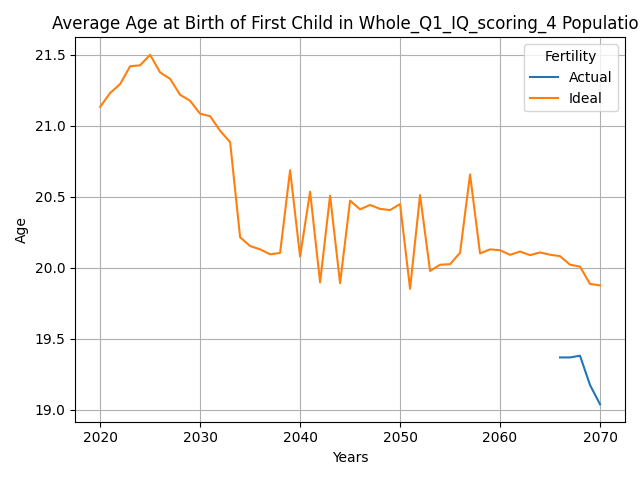 Average Age at Birth of First Child in Whole_Q1_IQ_scoring_4 Populatio
Fertility
Actual
Ideal
21.5
21.0
20.5
20.0
19.5
19.0
Age
2020 2030 2040 2050 2060 2070
Years